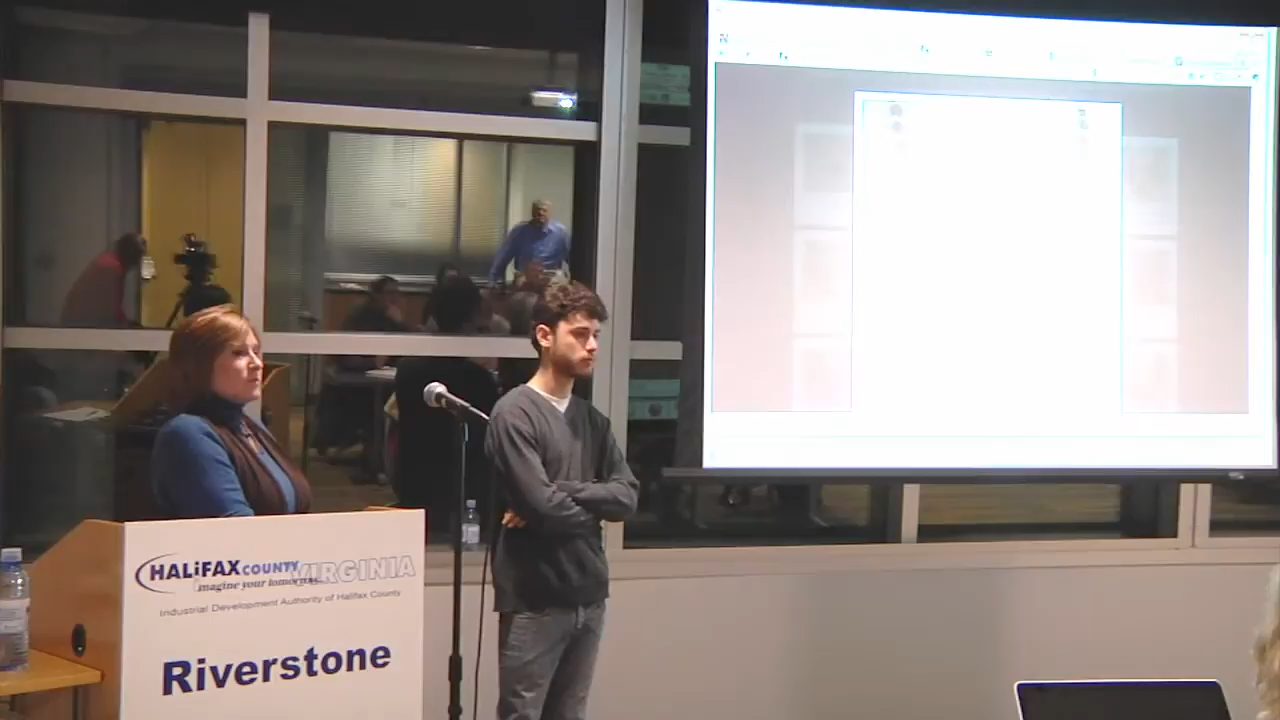 HALiFAX COUNTY VIRGINIA
imagine your tomorrow
Industrial Development Authority of Halifax County
Riverstone